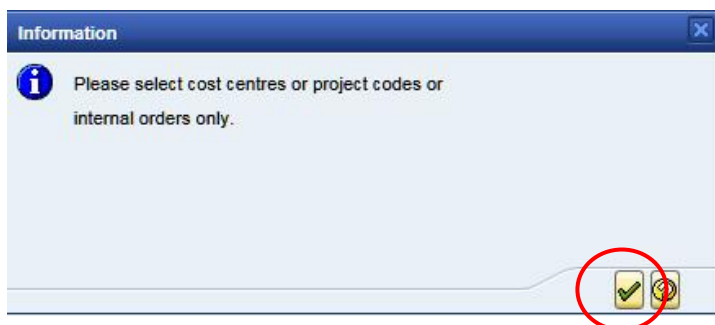 Information
Please select cost centres or project codes or
internal orders only.